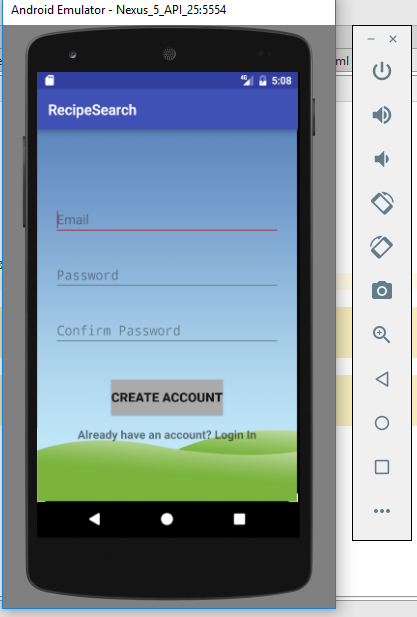 Android Emulator - Nexus_5_API_25:5554
4G 5:08
RecipeSearch
ml
Email
Password
Confirm Password
CREATE ACCOUNT
Already have an account? Login In